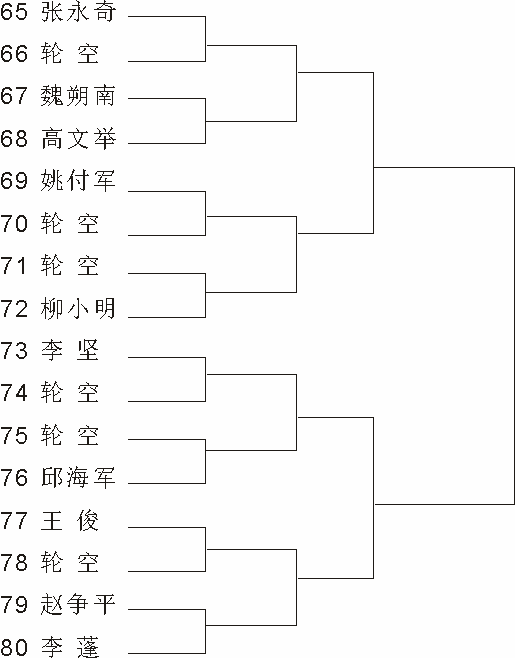 65 张永奇
66 轮 空
67 魏朔南
68 高文举
69 姚付军
70 轮 空
71 轮 空
72 柳小明
73 李 坚
74 轮 空
75 轮 空
76 邱海军
77 王 俊
78 轮 空
79 赵争平
80 李 蓬